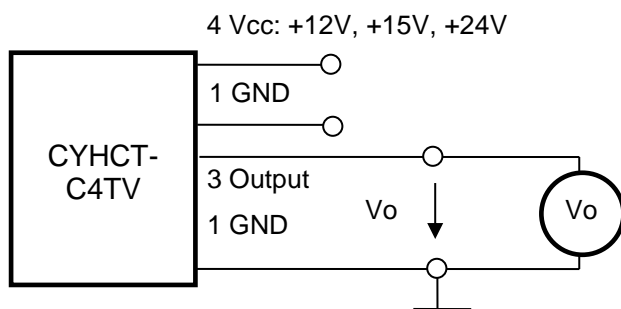 4 Vcc: +12V, +15V, +24V
1 GND
CYHCT-
C4TV
3 Output
1 GND
Vo
Vo